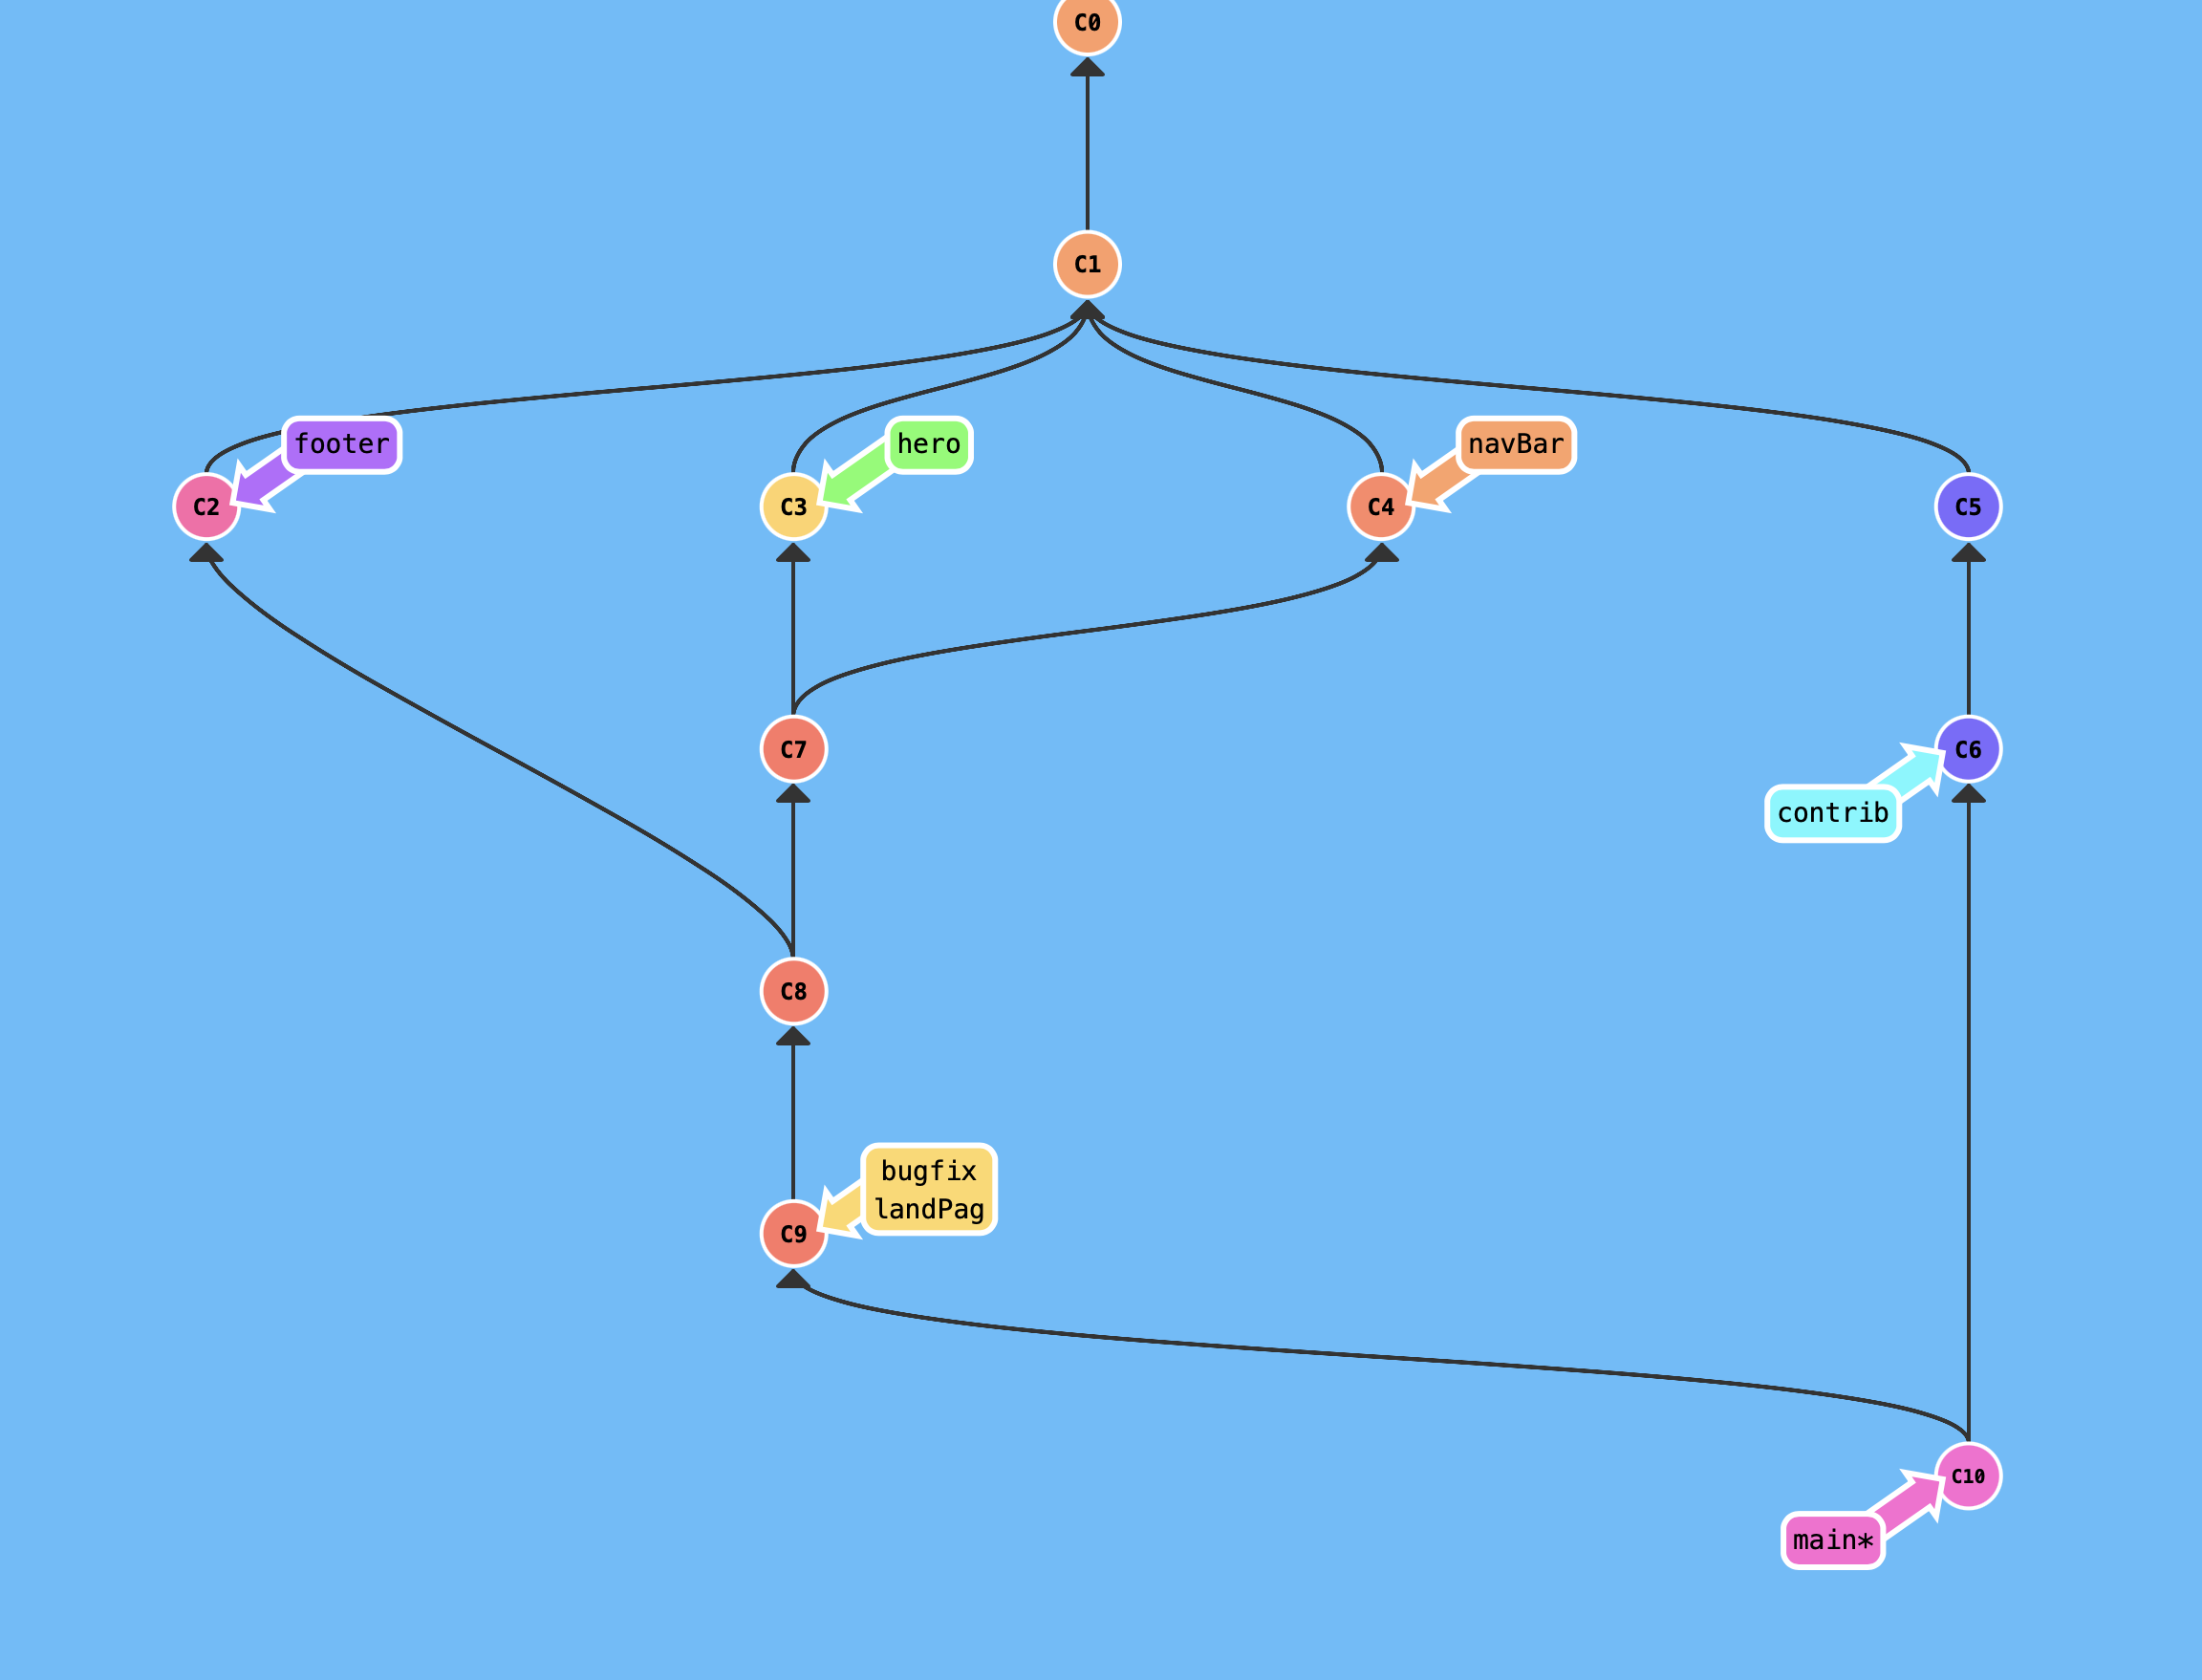 C0
C1
footer
hero
navBar
C2
C3
C4
C5
C7
C6
contrib
C8
bugfix
landPag
C9
C10
main*